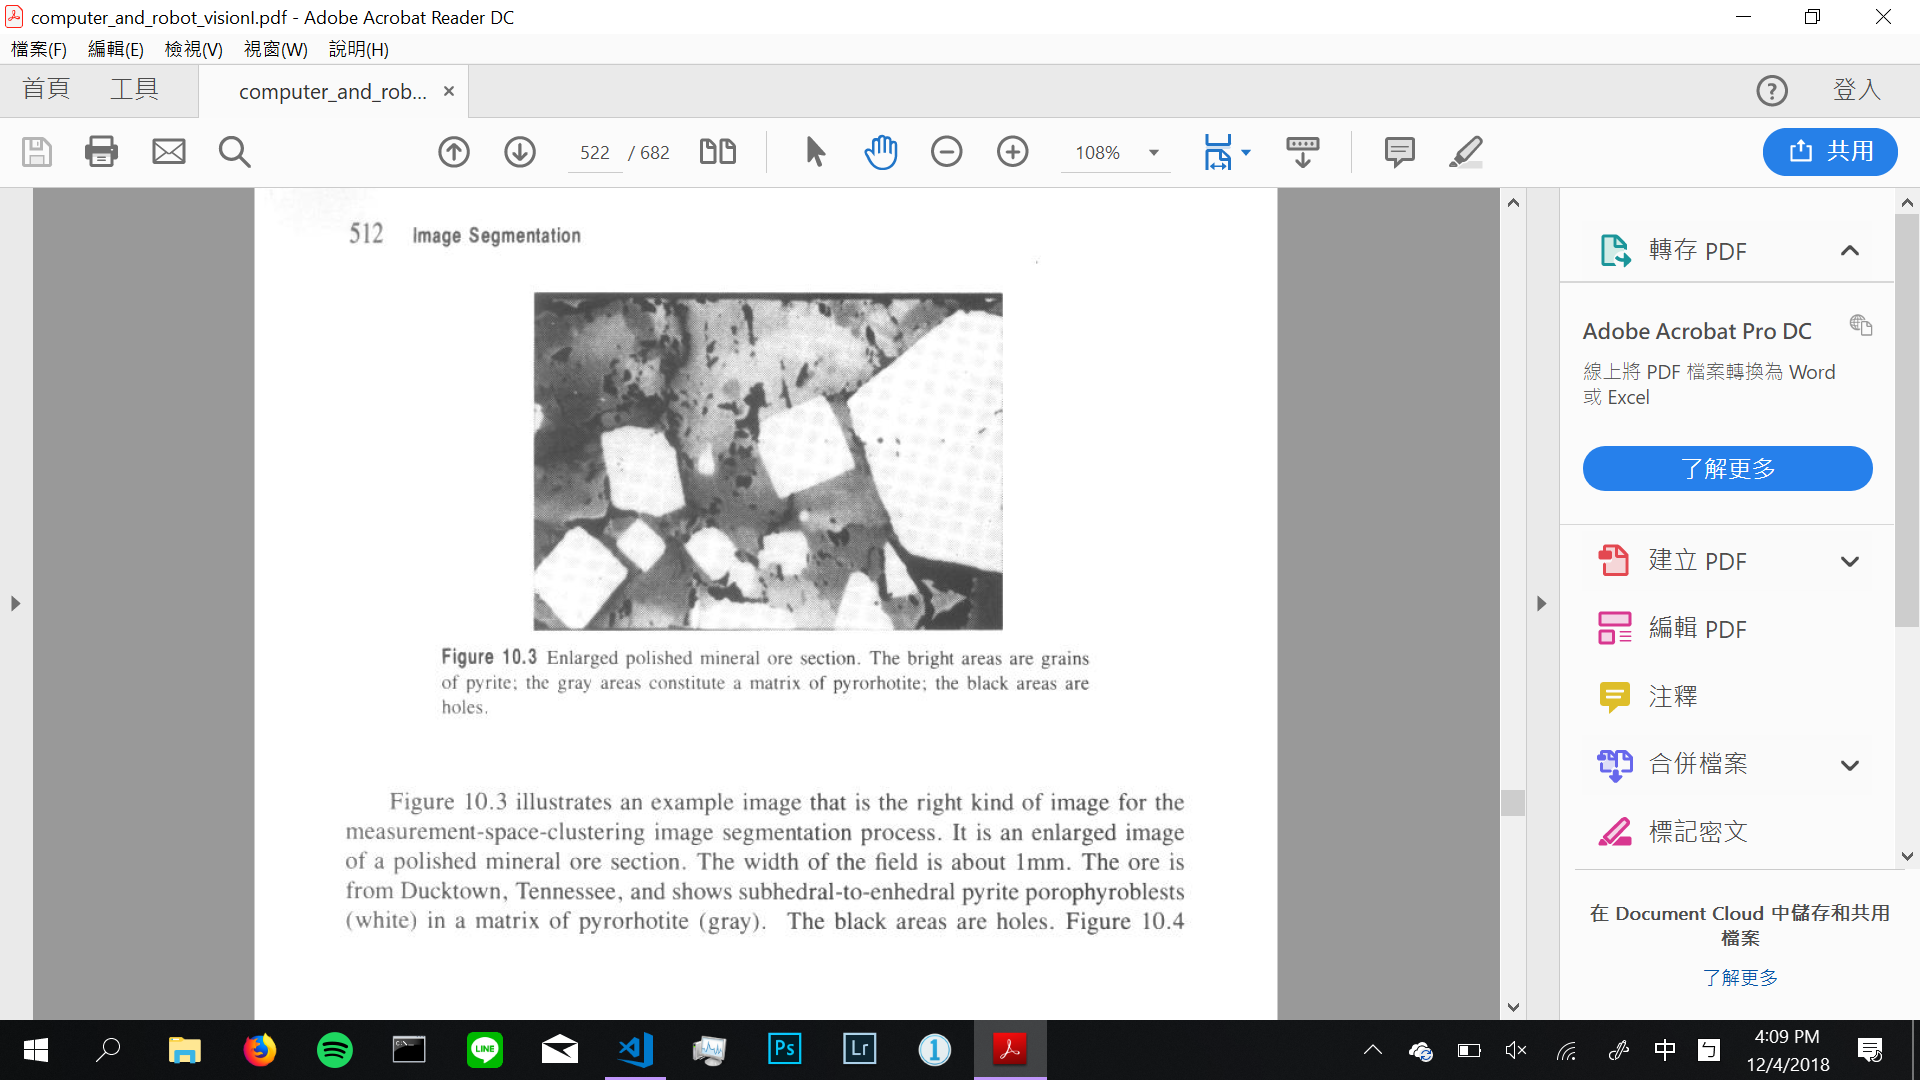 computer_and_robot_visionI.pdf - Adobe Acrobat Reader DC
檔案(F) 編輯(E) 檢視(V) 視窗(W) 說明(H)
首頁 工具 computer_and_rob... × ? 登入
522 / 682 108% 共用
512 Image Segmentation
Figure 10.3 Enlarged polished mineral ore section. The bright areas are grains
of pyrite; the gray areas constitute a matrix of pyrorhotite; the black areas are
holes.
Figure 10.3 illustrates an example image that is the right kind of image for the
measurement-space-clustering image segmentation process. It is an enlarged image
of a polished mineral ore section. The width of the field is about 1mm. The ore is
from Ducktown, Tennessee, and shows subhedral-to-enhedral pyrite porophyroblests
(white) in a matrix of pyrorhotite (gray). The black areas are holes. Figure 10.4
轉存 PDF
Adobe Acrobat Pro DC
線上將 PDF 檔案轉換為 Word
或 Excel
了解更多
建立 PDF
編輯 PDF
注釋
合併檔案
標記密文
在 Document Cloud 中儲存和共用
檔案
了解更多
LINE Ps Lr 1 中 ㄅ
4:09 PM
12/4/2018